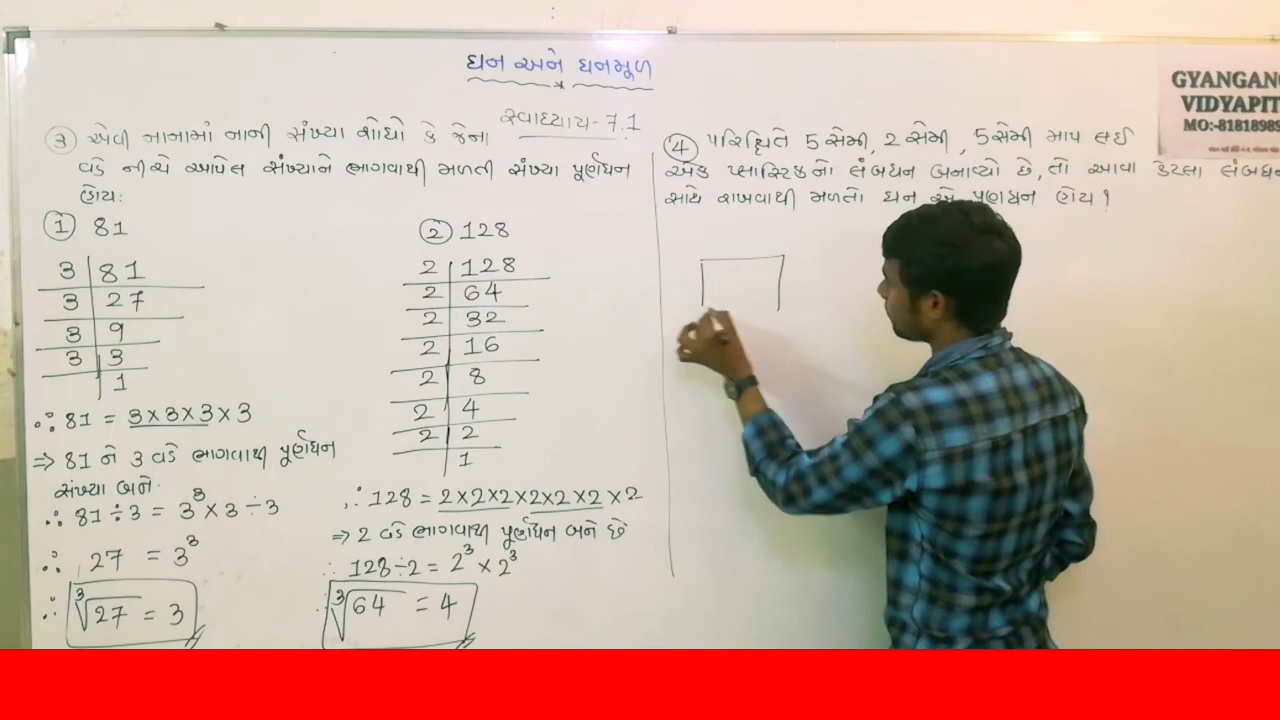 ઘન અને ઘનમૂળ
સ્વાધ્યાય-7.1
③ એવી નાનામાં નાની સંખ્યા શોધો કે જેના
વડે નીચે આપેલ સંખ્યાને ભાગવાથી મળતી સંખ્યા પૂર્ણઘન
હોય:
① 81
3 81
3 27
3 9
3 3
1
∴ 81 = 3×3×3×3
⇒ 81 ને 3 વડે ભાગવાથી પૂર્ણઘન
સંખ્યા બને.
∴ 81÷3 = 3³×3÷3
∴ 27 = 3³
∴ ∛27 = 3
② 128
2 128
2 64
2 32
2 16
2 8
2 4
2 2
1
∴ 128 = 2×2×2×2×2×2×2
⇒ 2 વડે ભાગવાથી પૂર્ણઘન બને છે
∴ 128÷2 = 2³×2³
∴ ∛64 = 4
④ પરિક્ષિતે 5 સેમી, 2 સેમી, 5 સેમી માપ લઈ
એક પ્લાસ્ટિકનો લંબઘન બનાવ્યો છે, તો આવા કેટલા લંબઘન
સાથે રાખવાથી મળતો ઘન એ પૂર્ણઘન હોય?
GYANGANG
VIDYAPIT
MO:-8181898